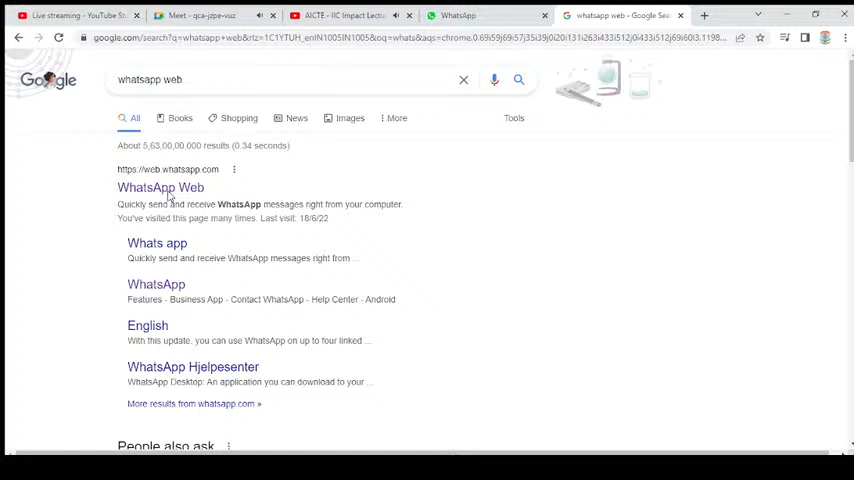 Live streaming - YouTube St
Meet - qca-jzpe-vuz
AICTE - IIC Impact Lectu
WhatsApp
whatsapp web - Google Sea
google.com/search?q=whatsapp+web&rlz=1C1YTUH_enIN1005IN1005&oq=whats&aqs=chrome.0.69i59j69i57j35i39j0i20i131i263i433i512j0i433i512j69i60l3.1198...
Google
whatsapp web
All
Books
Shopping
News
Images
More
Tools
About 5,63,00,00,000 results (0.34 seconds)
https://web.whatsapp.com
WhatsApp Web
Quickly send and receive WhatsApp messages right from your computer.
You've visited this page many times. Last visit: 18/6/22
Whats app
Quickly send and receive WhatsApp messages right from ...
WhatsApp
Features - Business App - Contact WhatsApp - Help Center - Android
English
With this update, you can use WhatsApp on up to four linked ...
WhatsApp Hjelpesenter
WhatsApp Desktop: An application you can download to your ...
More results from whatsapp.com »
People also ask